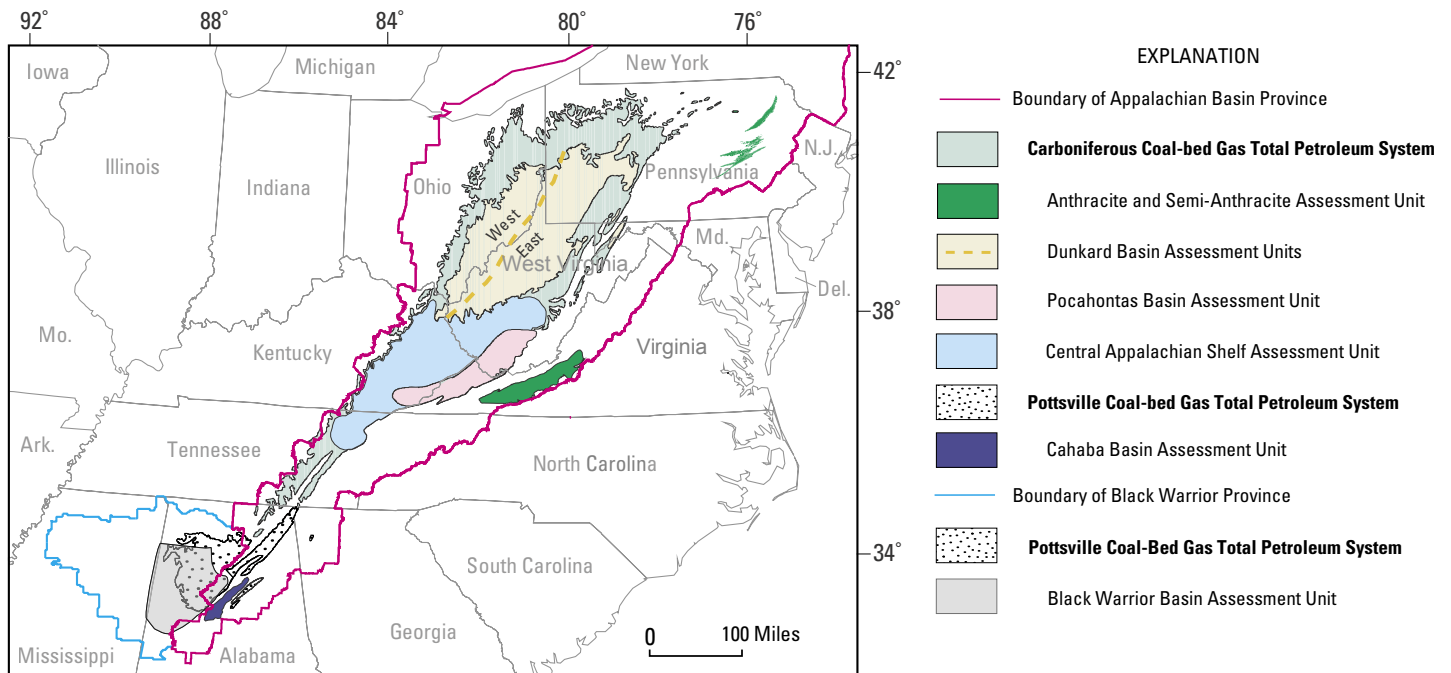 92° 88° 84° 80° 76°
Iowa
Michigan
New York
42°
Illinois
Indiana
Ohio
Pennsylvania
N.J.
West
East
West Virginia
Md.
Del.
38°
Mo.
Kentucky
Virginia
Ark.
Tennessee
North Carolina
34°
South Carolina
Mississippi
Alabama
Georgia
0 100 Miles
EXPLANATION
Boundary of Appalachian Basin Province
Carboniferous Coal-bed Gas Total Petroleum System
Anthracite and Semi-Anthracite Assessment Unit
Dunkard Basin Assessment Units
Pocahontas Basin Assessment Unit
Central Appalachian Shelf Assessment Unit
Pottsville Coal-bed Gas Total Petroleum System
Cahaba Basin Assessment Unit
Boundary of Black Warrior Province
Pottsville Coal-Bed Gas Total Petroleum System
Black Warrior Basin Assessment Unit